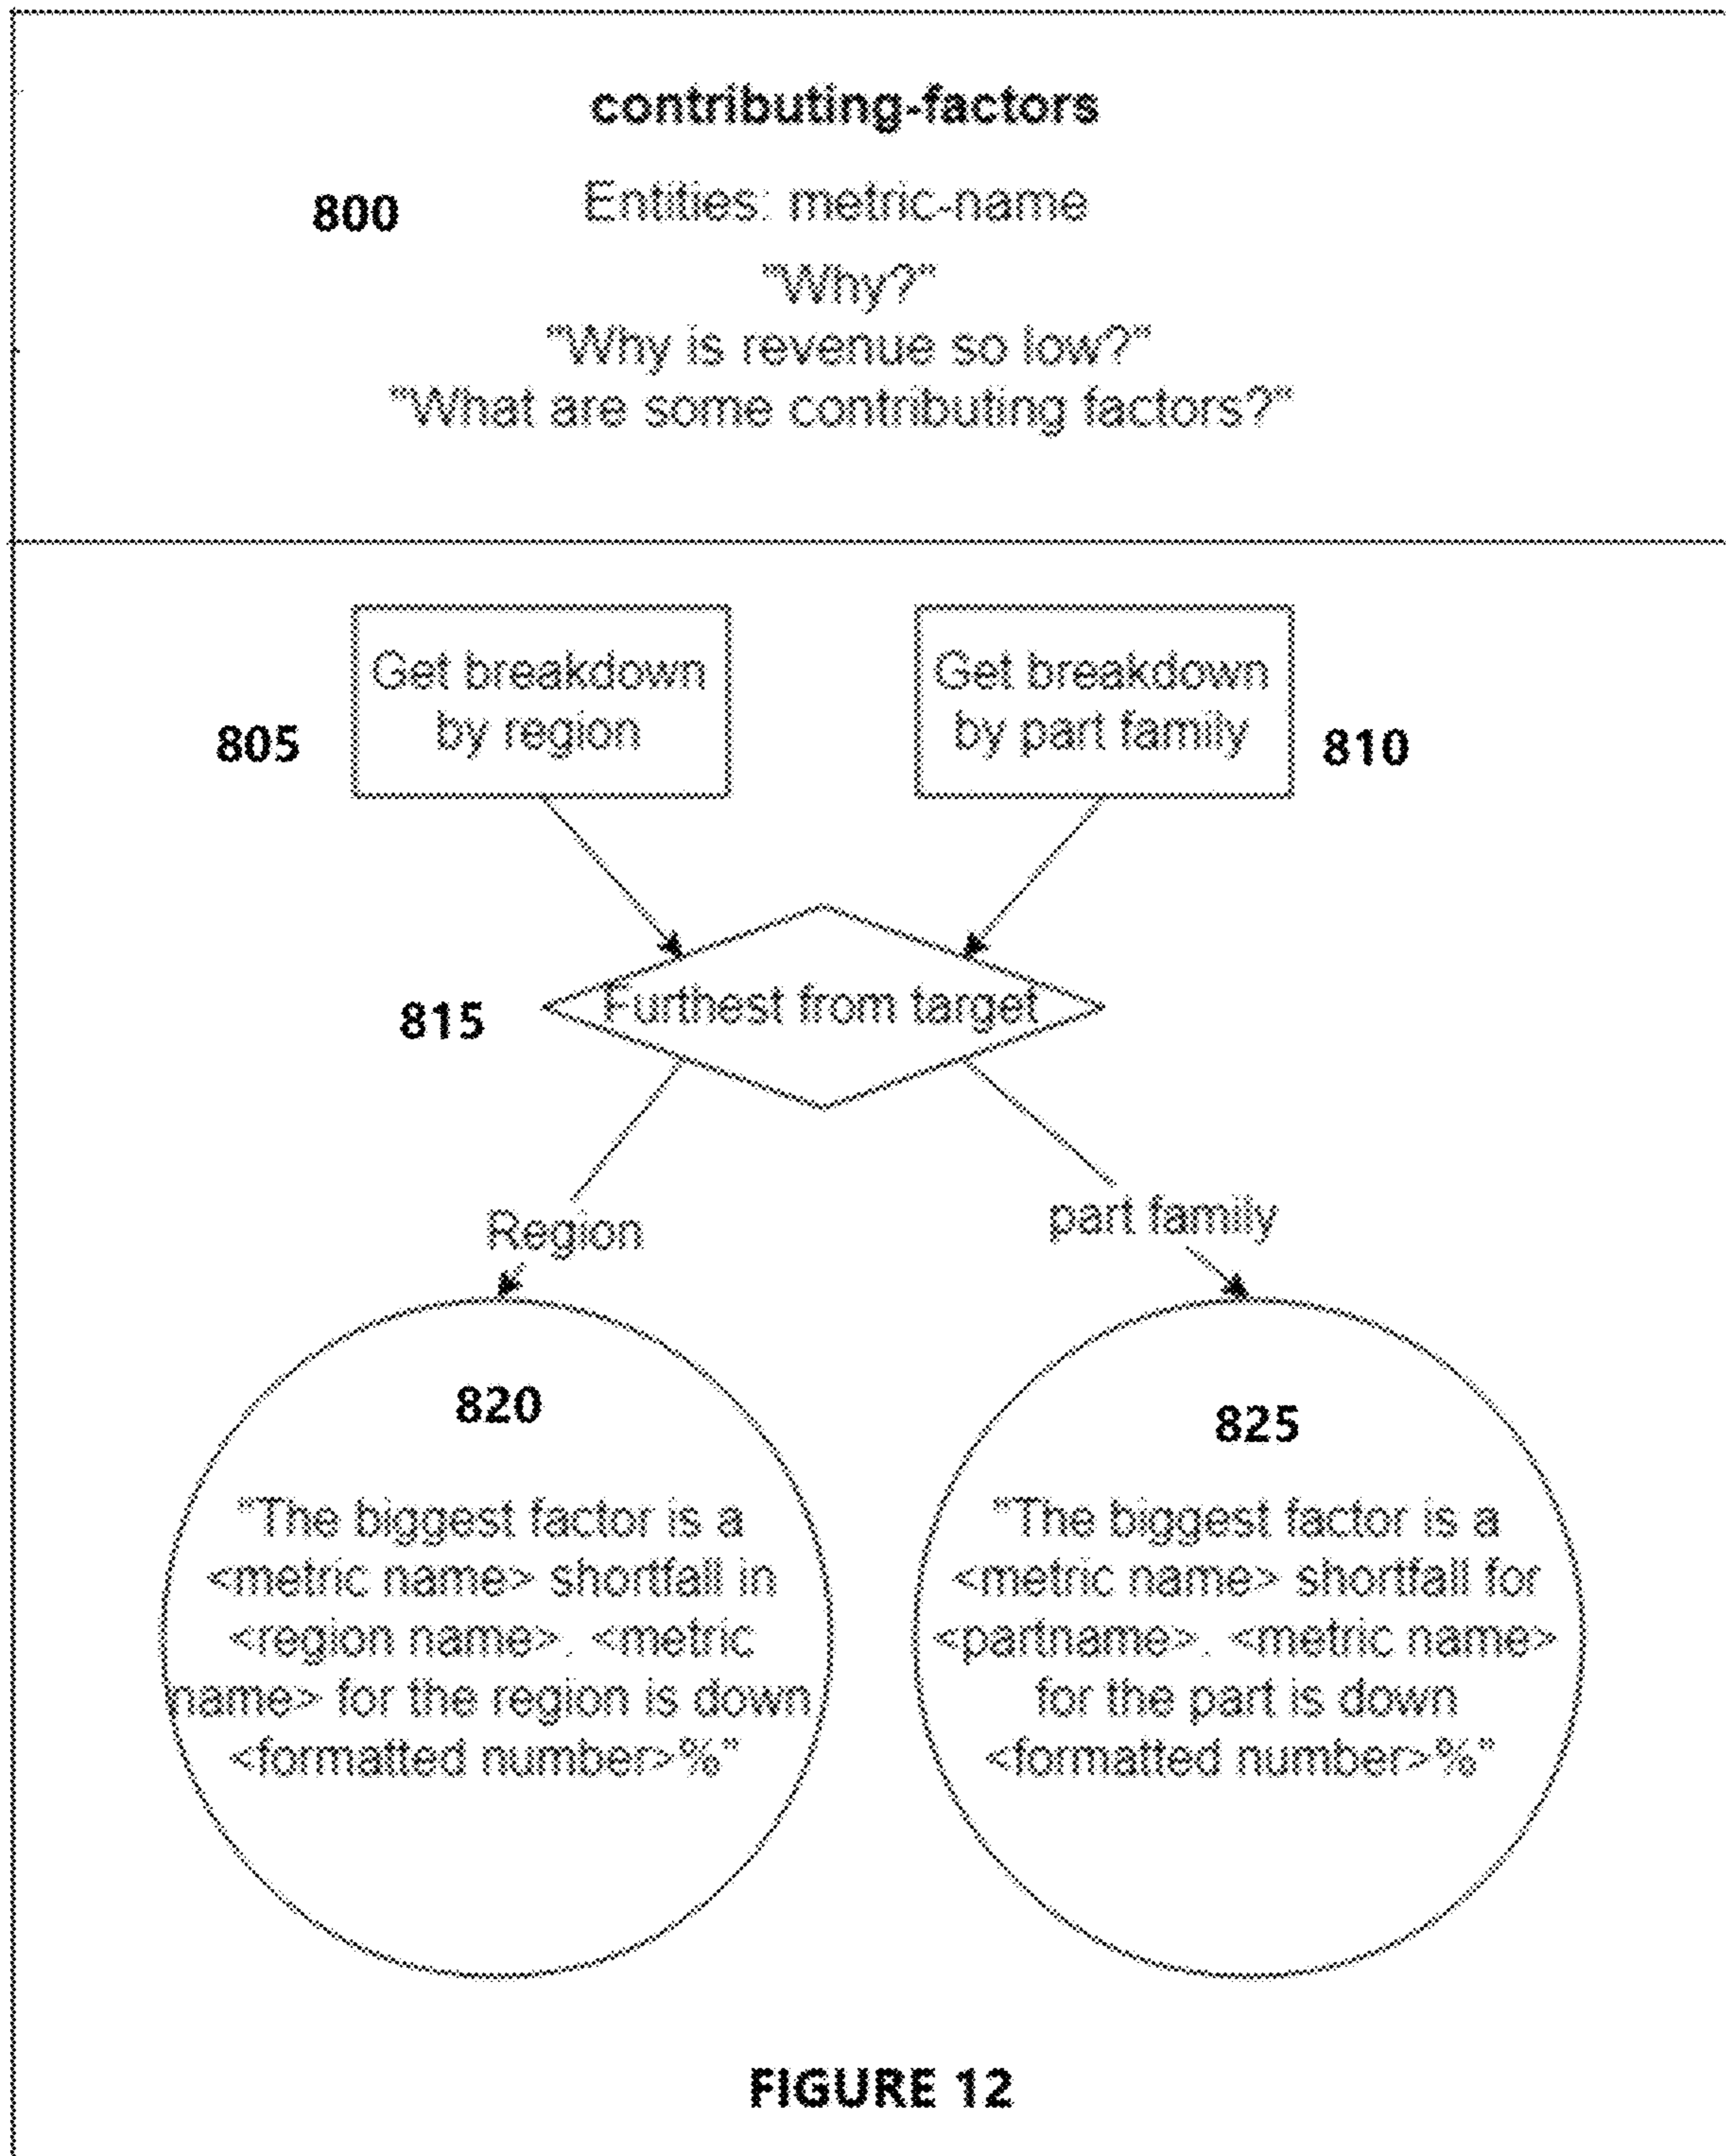 contributing-factors
800
Entities: metric-name
"Why?"
"Why is revenue so low?"
"What are some contributing factors?"
Get breakdown
by region
805
Get breakdown
by part family
810
815
Furthest from target
Region
part family
820
"The biggest factor is a
<metric name> shortfall in
<region name>. <metric
name> for the region is down
<formatted number>%"
825
"The biggest factor is a
<metric name> shortfall for
<partname>. <metric name>
for the part is down
<formatted number>%"
FIGURE 12